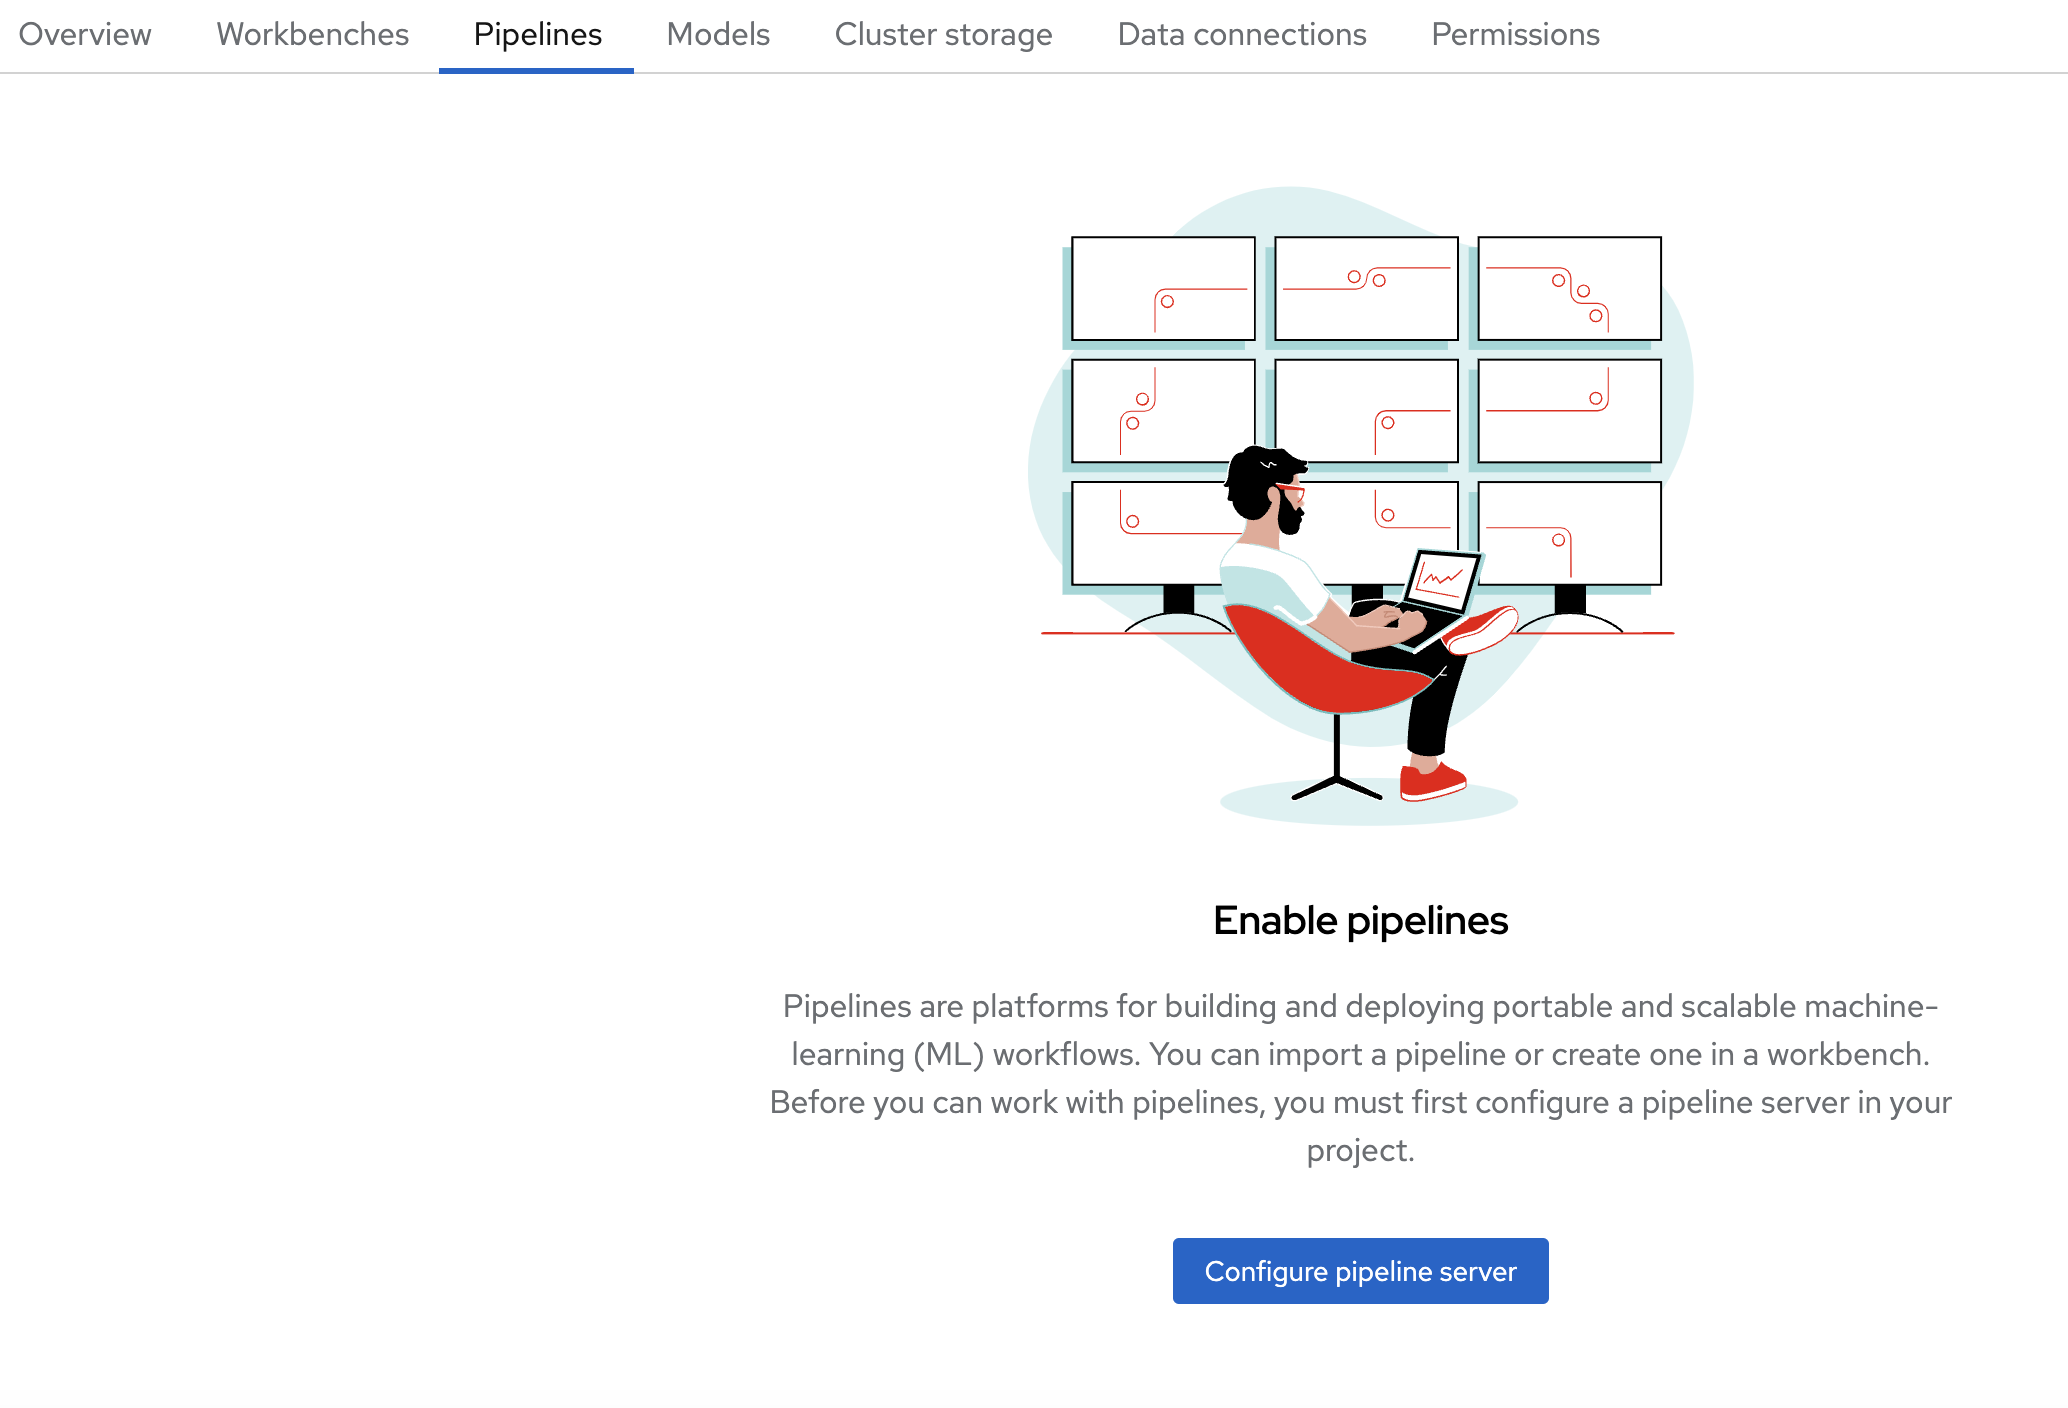 Overview Workbenches Pipelines Models Cluster storage Data connections Permissions
Enable pipelines
Pipelines are platforms for building and deploying portable and scalable machine-
learning (ML) workflows. You can import a pipeline or create one in a workbench.
Before you can work with pipelines, you must first configure a pipeline server in your
project.
Configure pipeline server